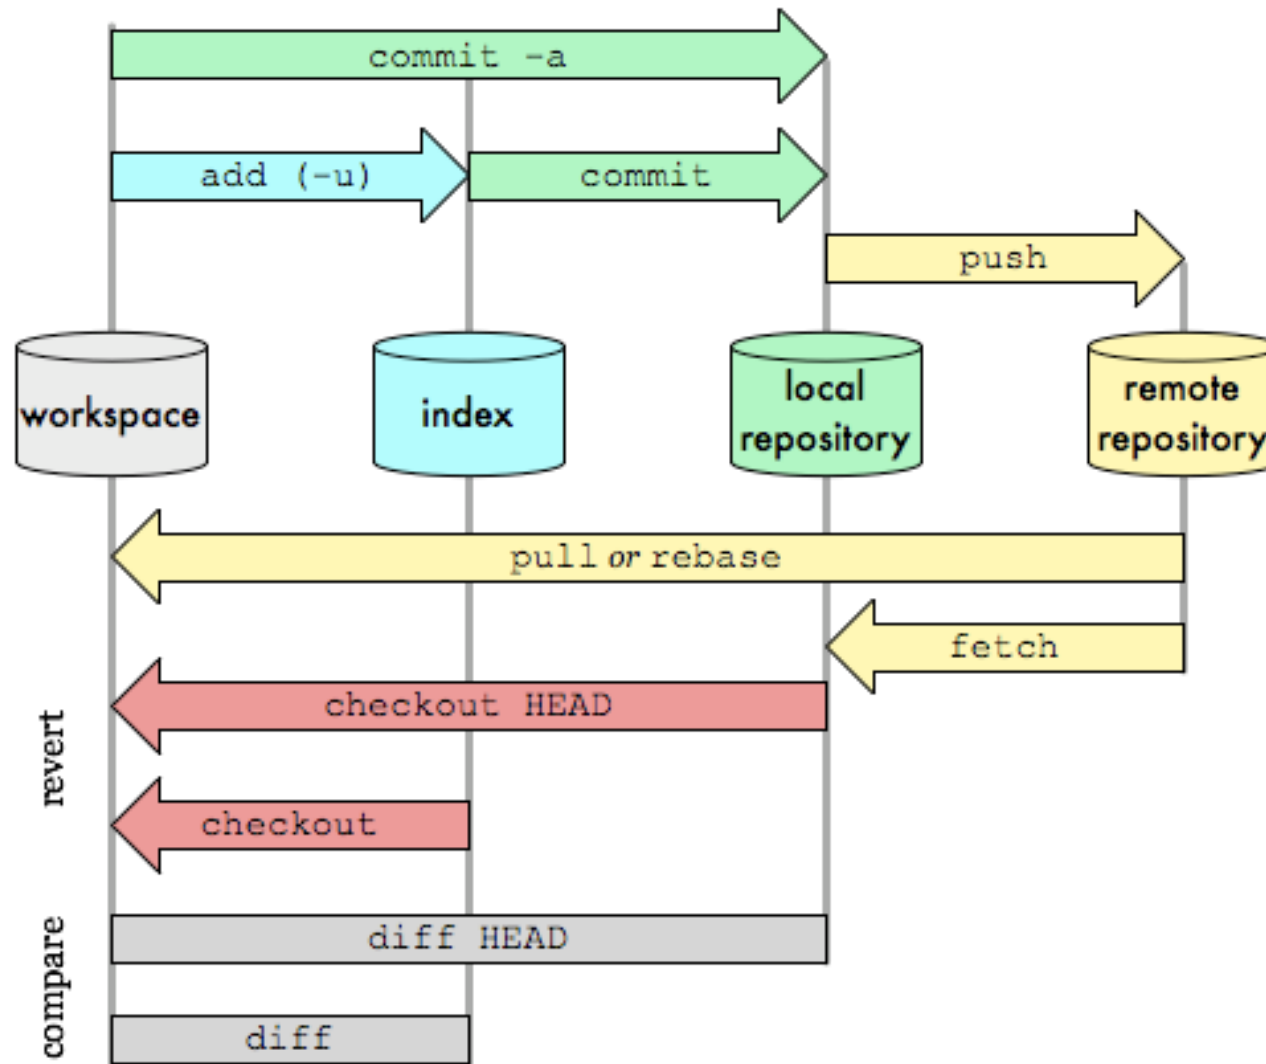 commit -a
add (-u)
commit
push
workspace
index
local
repository
remote
repository
pull or rebase
fetch
revert
checkout HEAD
checkout
compare
diff HEAD
diff